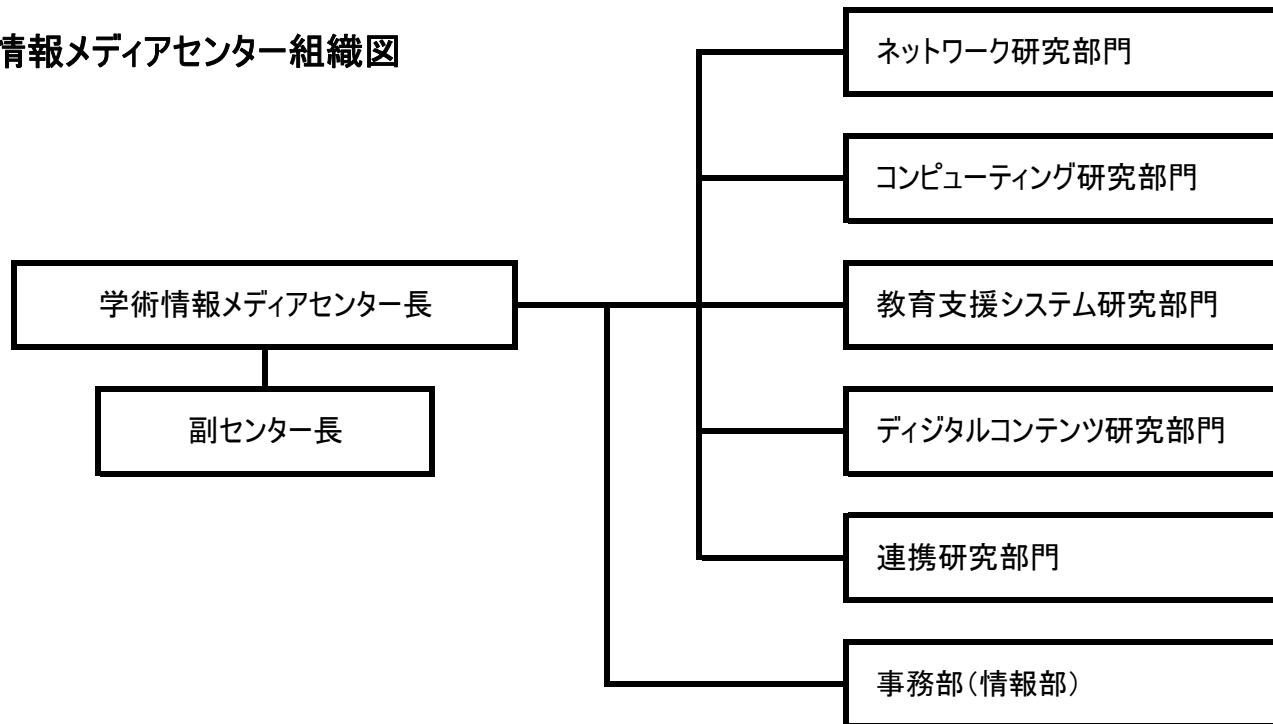 情報メディアセンター組織図
ネットワーク研究部門
コンピューティング研究部門
学術情報メディアセンター長
教育支援システム研究部門
副センター長
ディジタルコンテンツ研究部門
連携研究部門
事務部（情報部）